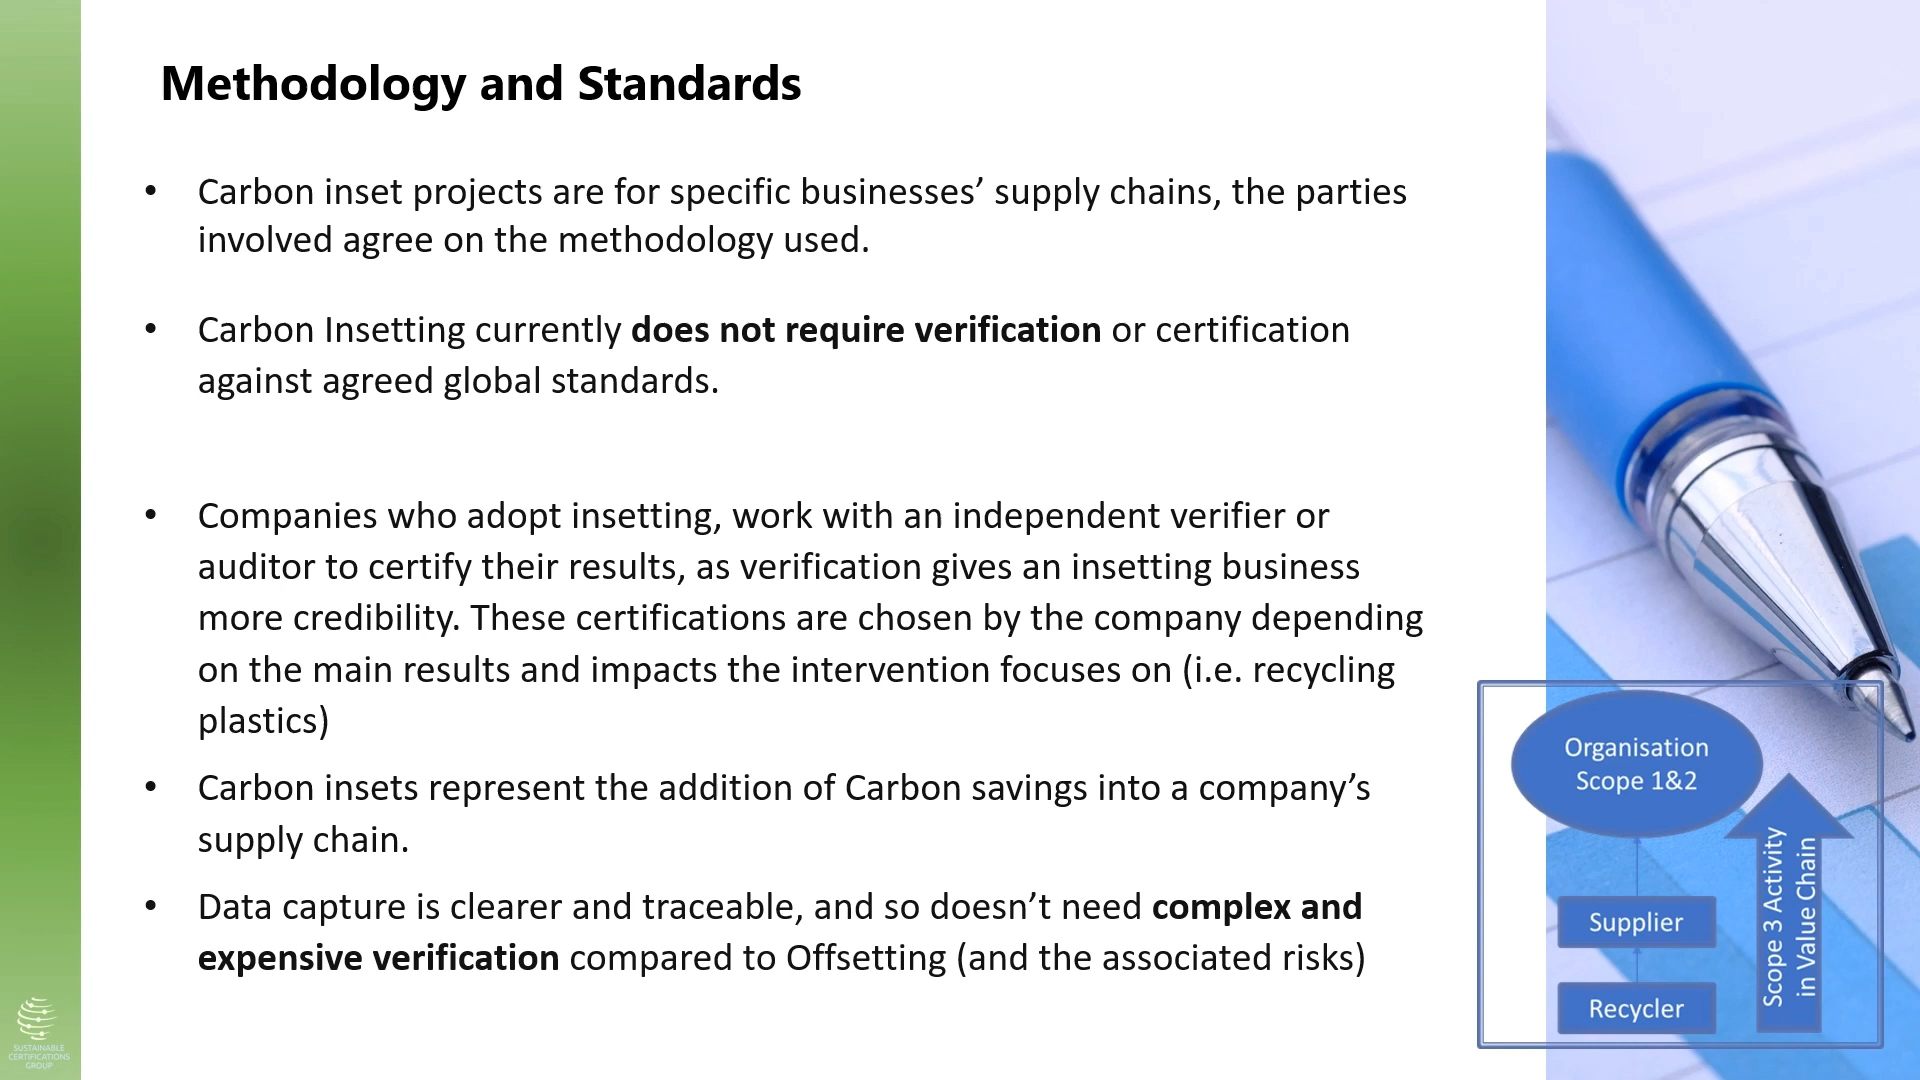 Methodology and Standards
• Carbon inset projects are for specific businesses’ supply chains, the parties
involved agree on the methodology used.
• Carbon Insetting currently does not require verification or certification
against agreed global standards.
• Companies who adopt insetting, work with an independent verifier or
auditor to certify their results, as verification gives an insetting business
more credibility. These certifications are chosen by the company depending
on the main results and impacts the intervention focuses on (i.e. recycling
plastics)
• Carbon insets represent the addition of Carbon savings into a company’s
supply chain.
• Data capture is clearer and traceable, and so doesn’t need complex and
expensive verification compared to Offsetting (and the associated risks)
Organisation
Scope 1&2
Supplier
Recycler
Scope 3 Activity
in Value Chain
SUSTAINABLE
CERTIFICATIONS
GROUP